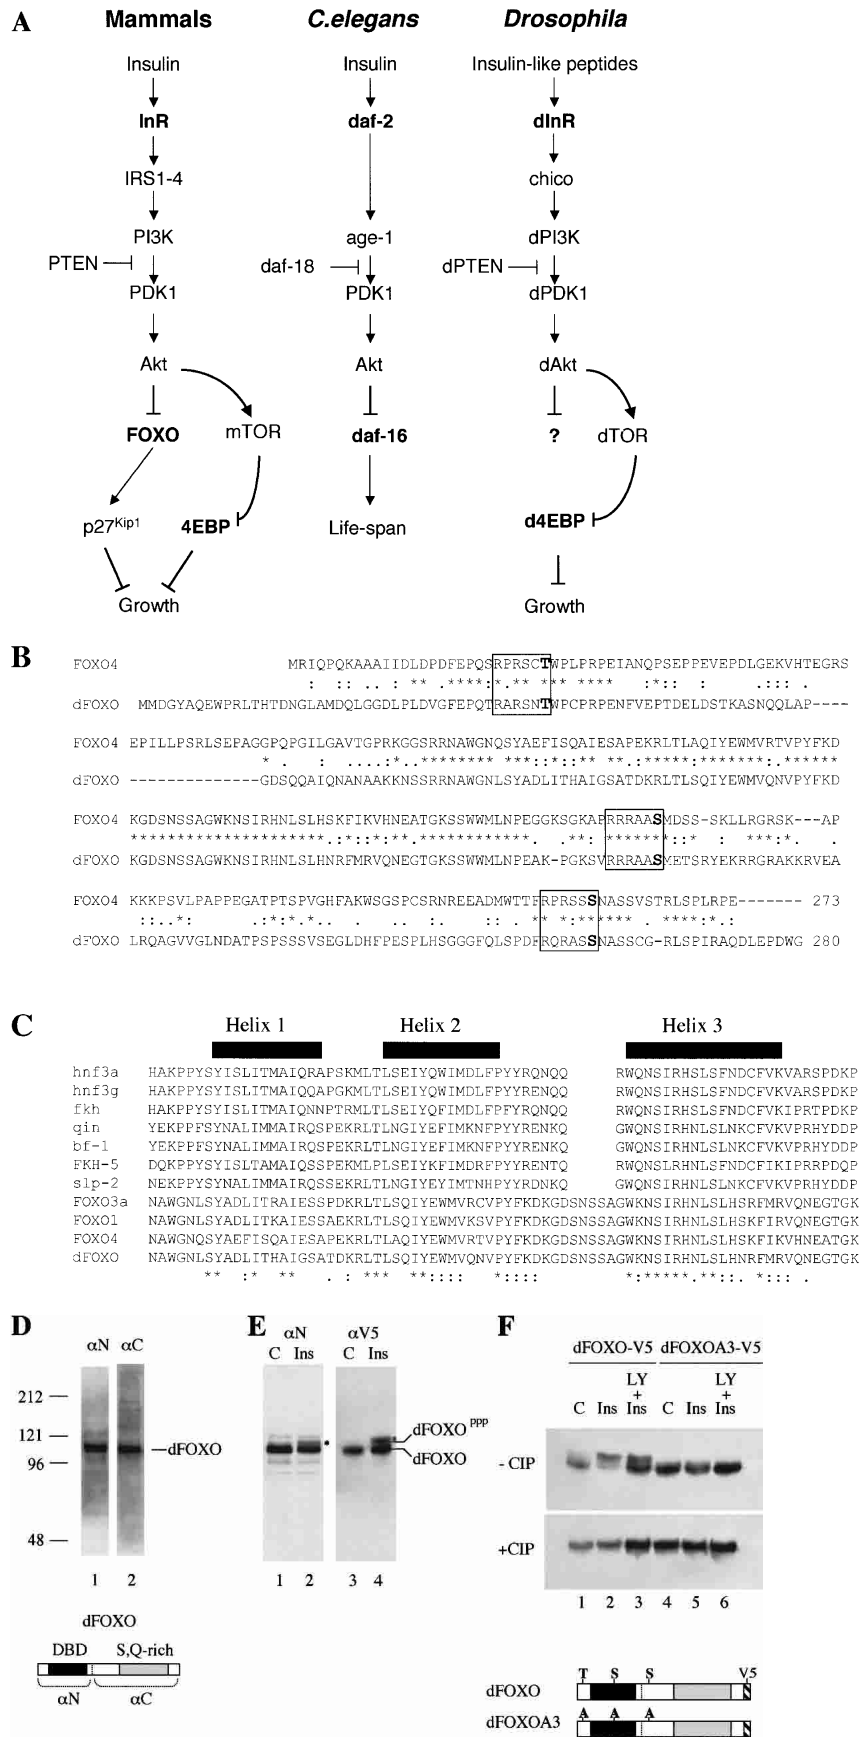 A
Mammals C.elegans Drosophila
Insulin Insulin Insulin-like peptides
InR daf-2 dInR
IRS1-4 chico
PI3K age-1 dPI3K
PTEN daf-18 dPTEN
PDK1 PDK1 dPDK1
Akt Akt dAkt
FOXO mTOR daf-16 ? dTOR
p27Kip1 4EBP Life-span d4EBP
Growth Growth
B
FOXO4 MRIQPQKAAAIIDLDPDFEPQSRPRSCTWPLPRPEIANQPSEPPEVEPDLGEKVHTEGRS
dFOXO MMDGYAQEWPRLTHTDNGLAMDQLGGDLPLDVGFEPQTRARSNTWPCPRPENFVEPTDELDSTKASNQQLAP----
FOXO4 EPILLPSRLSEPAGGPQPGILGAVTGPRKGGSRRNAWGNQSYAEFISQAIESAPEKRLTLAQIYEWMVRTVPYFKD
dFOXO ---------------GDSQQAIQNANAAKKNSSRRNAWGNLSYADLITHAIGSATDKRLTLSQIYEWMVQNVPYFKD
FOXO4 KGDSNSSAGWKNSIRHNLSLHSKFIKVHNEATGKSSWWMLNPEGGKSGKAPRRRAASMDSS-SKLLRGRSK---AP
dFOXO KGDSNSSAGWKNSIRHNLSLHNRFMRVQNEGTGKSSWWMLNPEAK-PGKSVRRRAASMETSRYEKRRGRAKKRVEA
FOXO4 KKKPSVLPAPPEGATPTSPVGHFAKWSGSPCSRNREEADMWTTFRPRSSSNASSVSTRLSPLRPE------- 273
dFOXO LRQAGVVGLNDATPSPSSSVSEGLDHFPESPLHSGGGFQLSPDFRQRASSNASSCG-RLSPIRAQDLEPDWG 280
C
Helix 1 Helix 2 Helix 3
hnf3a HAKPPYSYISLITMAIQRAPSKMLTLSEIYQWIMDLFPYYRQNQQ RWQNSIRHSLSFNDCFVKVARSPDKP
hnf3g HAKPPYSYISLITMAIQQAPGKMLTLSEIYQWIMDLFPYYRENQQ RWQNSIRHSLSFNDCFVKVARSPDKP
fkh HAKPPYSYISLITMAIQNNPTRMLTLSEIYQFIMDLFPYYRQNQQ RWQNSIRHSLSFNDCFVKIPRTPDKP
qin YEKPPFSYNALIMMAIRQSPEKRLTLNGIYEFIMKNFPYYRENKQ GWQNSIRHNLSLNKCFVKVPRHYDDP
bf-1 YEKPPFSYNALIMMAIRQSPEKRLTLNGIYEFIMKNFPYYRENKQ GWQNSIRHNLSLNKCFVKVPRHYDDP
FKH-5 DQKPPYSYISLTAMAIQSSPEKMLPLSEIYKFIMDRFPYYRENTQ RWQNSLRHNLSFNDCFIKIPRRPDQP
slp-2 NEKPPYSYNALIMMAIRQSSEKRLTLNGIYEYIMTNHPYYRDNKQ GWQNSIRHNLSLNKCFVKVPRHYDDP
FOXO3a NAWGNLSYADLITRAIESSPDKRLTLSQIYEWMVRCVPYFKDKGDSNSSAGWKNSIRHNLSLHSRFMRVQNEGTGK
FOXO1 NAWGNLSYADLITKAIESSAEKRLTLSQIYEWMVKSVPYFKDKGDSNSSAGWKNSIRHNLSLHSKFIRVQNEGTGK
FOXO4 NAWGNQSYAEFISQAIESAPEKRLTLAQIYEWMVRTVPYFKDKGDSNSSAGWKNSIRHNLSLHSKFIKVHNEATGK
dFOXO NAWGNLSYADLITHAIGSATDKRLTLSQIYEWMVQNVPYFKDKGDSNSSAGWKNSIRHNLSLHNRFMRVQNEGTGK
D
αN αC
212
121
96
48
dFOXO
1 2
dFOXO
DBD S,Q-rich
αN αC
E
αN αV5
C Ins C Ins
dFOXO ppp
dFOXO
1 2 3 4
F
dFOXO-V5 dFOXOA3-V5
C Ins LY + Ins C Ins LY + Ins
- CIP
+CIP
1 2 3 4 5 6
T S S V5
dFOXO
A A A
dFOXOA3